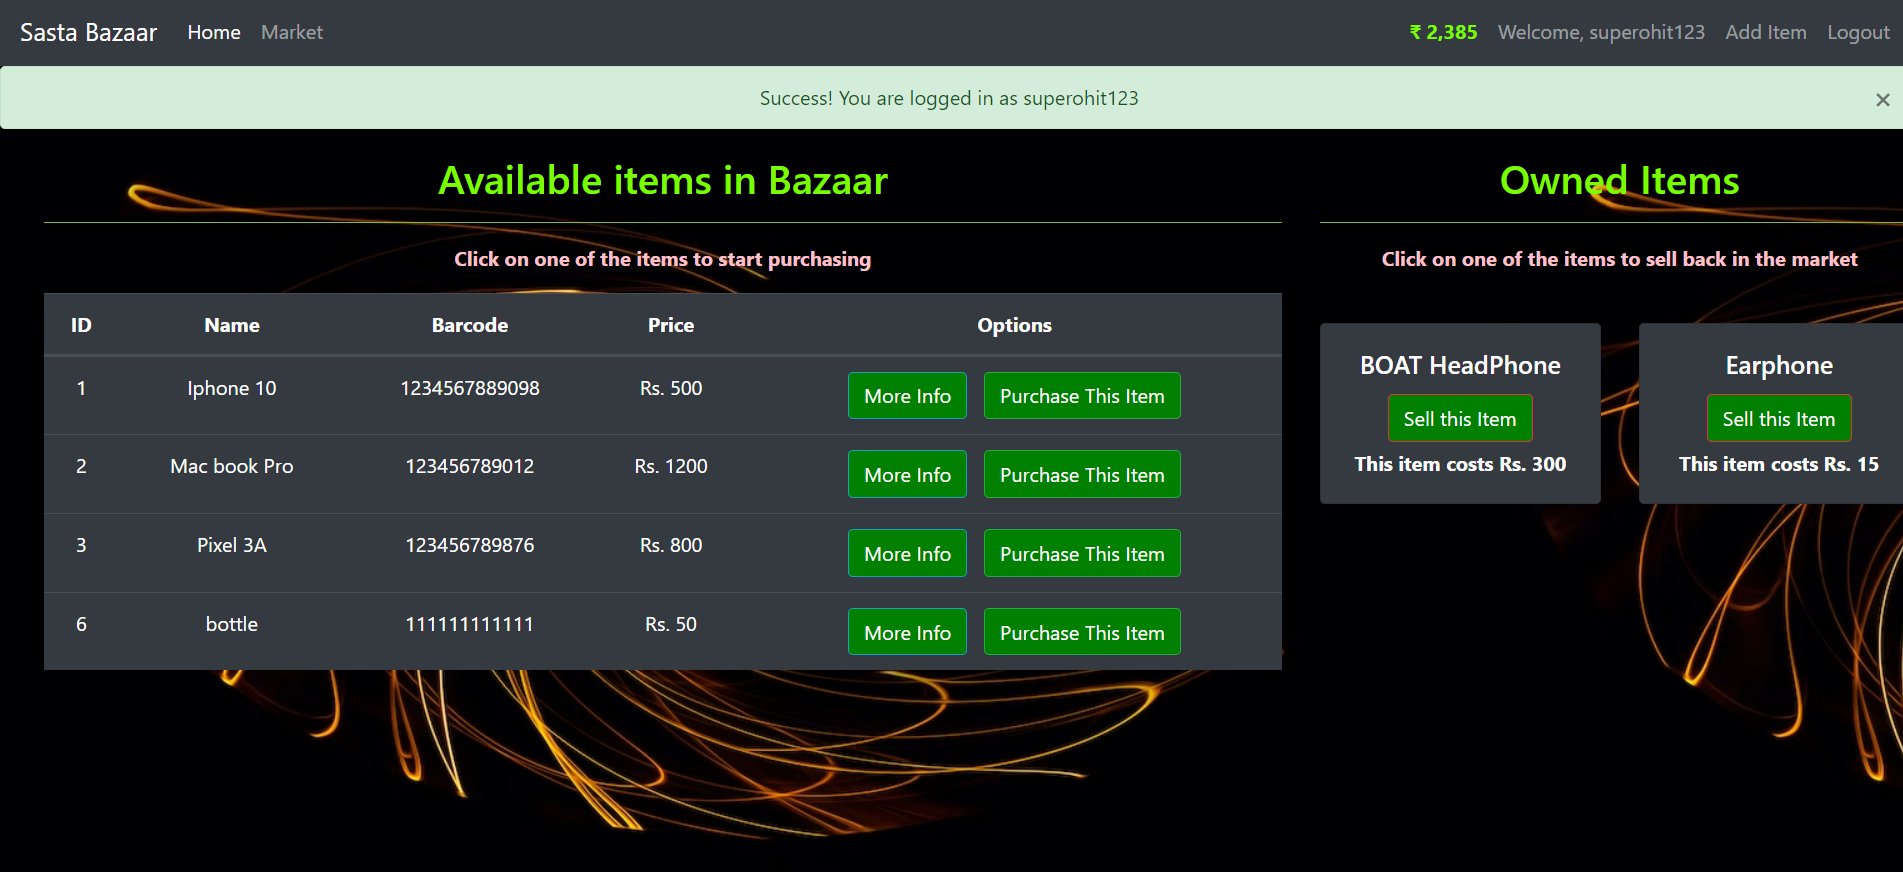 Sasta Bazaar Home Market ₹ 2,385 Welcome, superohit123 Add Item Logout
Success! You are logged in as superohit123 ×
Available items in Bazaar
Click on one of the items to start purchasing
ID Name Barcode Price Options
1 Iphone 10 1234567889098 Rs. 500 More Info Purchase This Item
2 Mac book Pro 123456789012 Rs. 1200 More Info Purchase This Item
3 Pixel 3A 123456789876 Rs. 800 More Info Purchase This Item
6 bottle 111111111111 Rs. 50 More Info Purchase This Item
Owned Items
Click on one of the items to sell back in the market
BOAT HeadPhone
Sell this Item
This item costs Rs. 300
Earphone
Sell this Item
This item costs Rs. 15